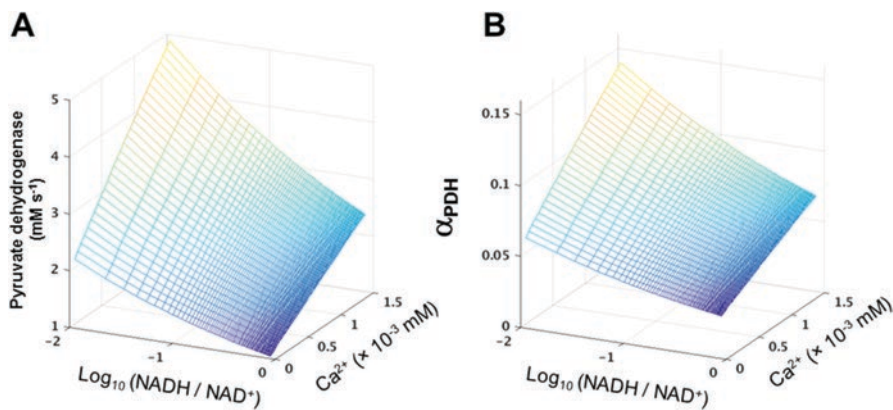 A
B
Pyruvate dehydrogenase
(mM s⁻¹)
5
4
3
2
1
-2
-1
0
Log₁₀ (NADH / NAD⁺)
0
0.5
1
1.5
Ca²⁺ (× 10⁻³ mM)
αPDH
0.15
0.1
0.05
0
-2
-1
0
Log₁₀ (NADH / NAD⁺)
0
0.5
1
1.5
Ca²⁺ (× 10⁻³ mM)